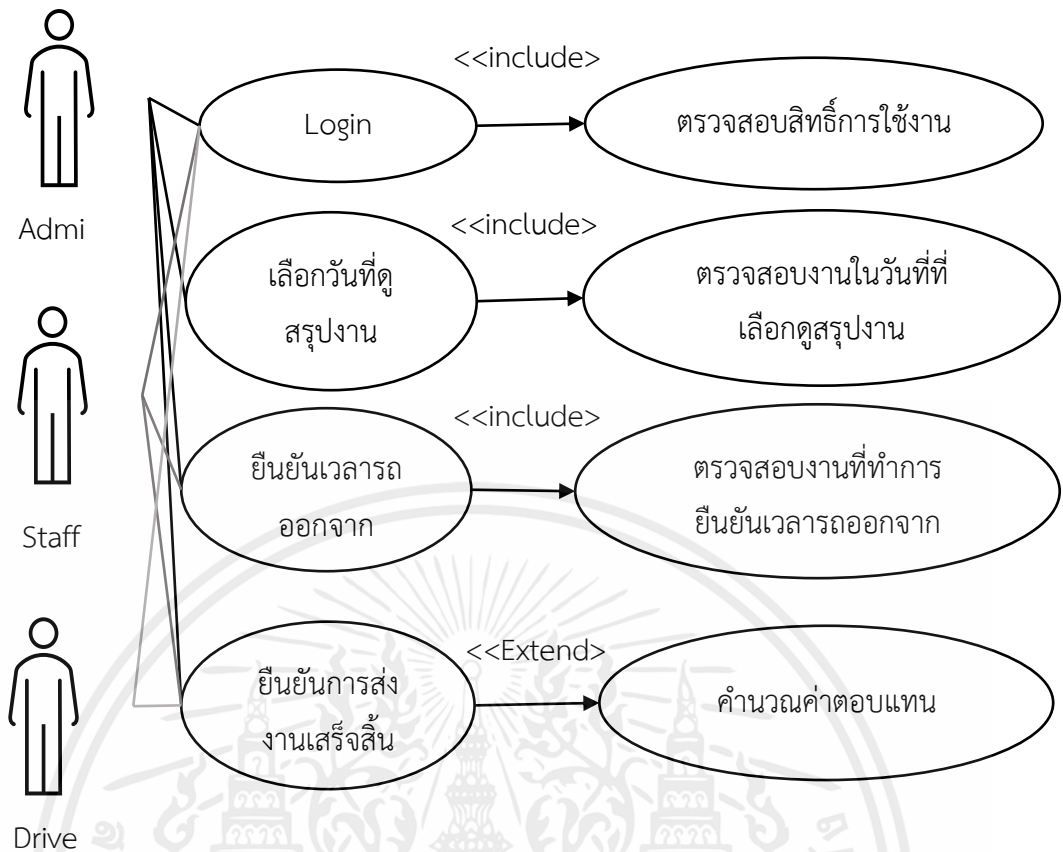 <<include>
Login
ตรวจสอบสิทธิ์การใช้งาน
Admi
<<include>
เลือกวันที่ดู
สรุปงาน
ตรวจสอบงานในวันที่ที่
เลือกดูสรุปงาน
<<include>
ยืนยันเวลารถ
ออกจาก
ตรวจสอบงานที่ทำการ
ยืนยันเวลารถออกจาก
Staff
<<Extend>
ยืนยันการส่ง
งานเสร็จสิ้น
คำนวณค่าตอบแทน
Drive